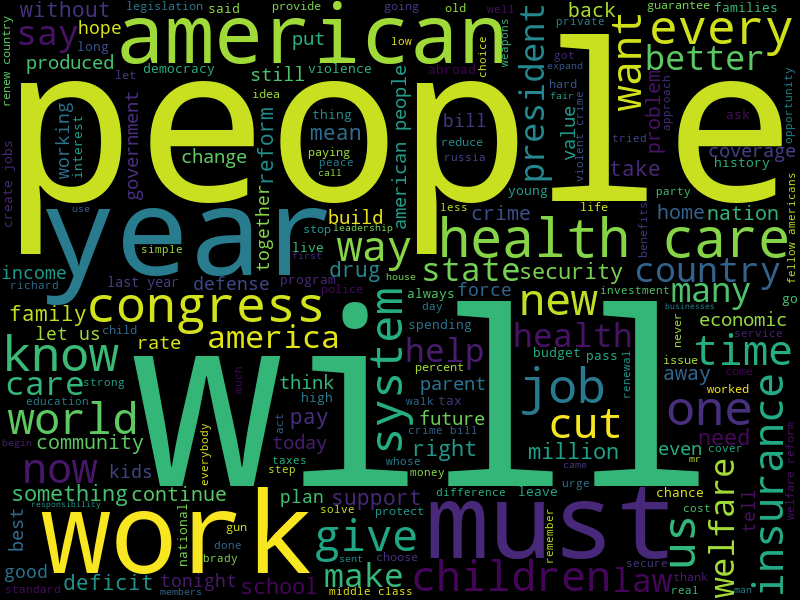 renew country
without
legislation
said
provide
going
old
well
guarantee
families
say
hope
american
put
low
private
back
want
every
produced
long
let
democracy
still
violence
abroad
choice
weapons
got
expand
hard
fair
better
president
people
create jobs
working
interest
government
change
reform
idea
thing
mean
paying
peace
call
american people
bill
reduce
russia
value
violent crime
young
tried
take
problem
approach
ask
coverage
history
opportunity
year
use
simple
together
build
stop
leadership
live
first
way
less
crime
life
party
health care
benefits
home
nation
fellow americans
income
richard
last year
defense
program
police
house
drug
state
security
force
country
many
go
family
congress
let us
child
rate
america
know
always
day
spending
percent
new
investment
businesses
health
never
economic
service
time
issue
come
care
strong
education
will
system
help
parent
tax
budget
pass
job
renewal
away
worked
world
community
begin
much
think
high
pay
act
today
walk
future
crime bill
right
whose
cut
million
came
one
need
even
cover
mr
welfare reform
insurance
now
kids
everybody
taxes
step
money
something
continue
responsibility
plan
support
difference
leave
urge
us
chance
cost
welfare
tell
best
work
national
gun
solve
protect
give
must
remember
good
deficit
done
brady
sent
choose
make
secure
thank
real
man
standard
tonight
members
school
middle class
children
law